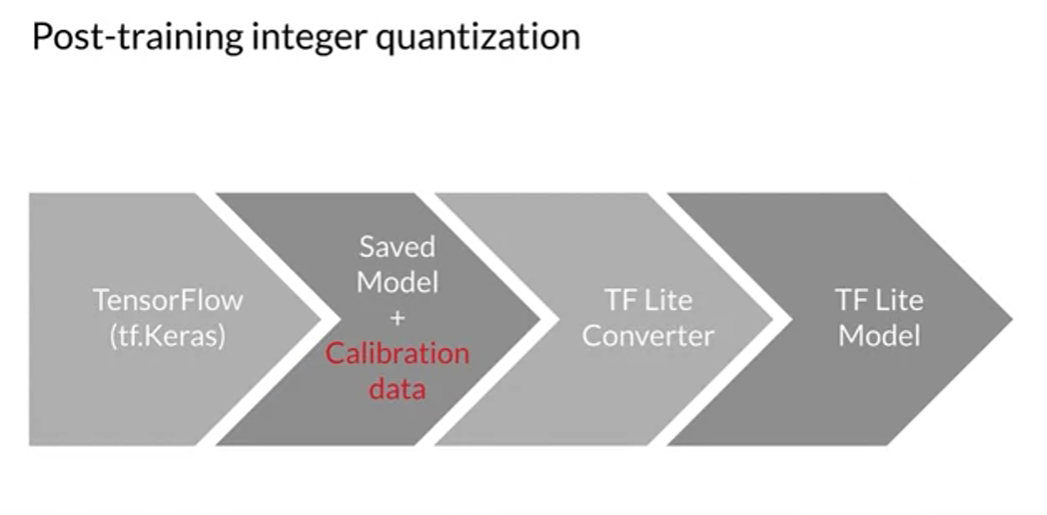 Post-training integer quantization
TensorFlow
(tf.Keras)
Saved
Model
+
Calibration
data
TF Lite
Converter
TF Lite
Model